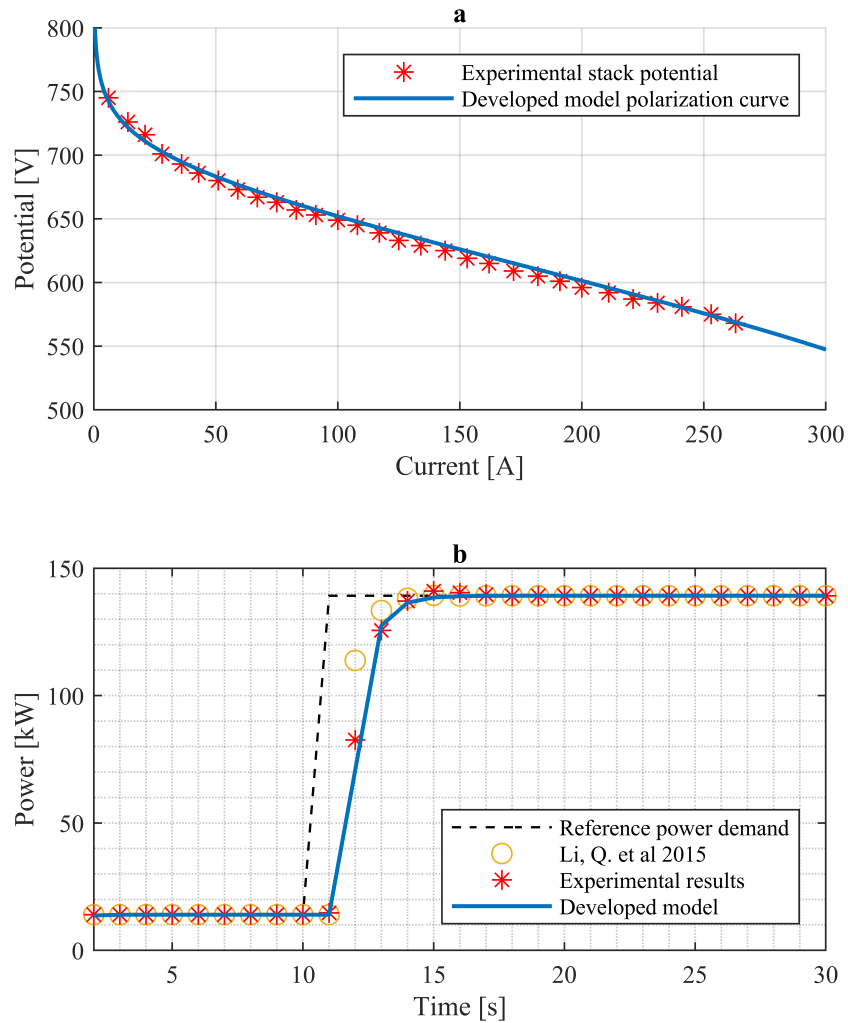 a
800
750
700
650
600
550
500
Potential [V]
Experimental stack potential
Developed model polarization curve
0
50
100
150
200
250
300
Current [A]
b
150
100
50
0
Power [kW]
Reference power demand
Li, Q. et al 2015
Experimental results
Developed model
5
10
15
20
25
30
Time [s]